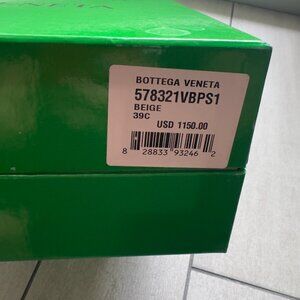 BOTTEGA VENETA
578321VBPS1
BEIGE
39C
USD 1150.00
8 28833 93246 2